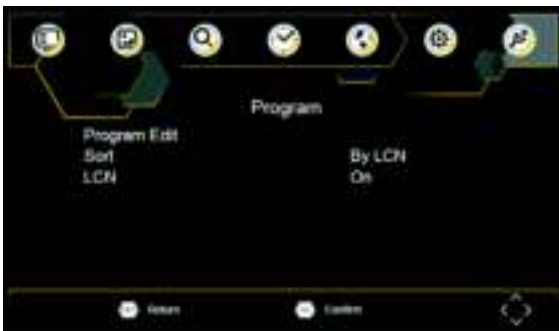 Program
Program Edit
Sort By LCN
LCN On
Return Confirm